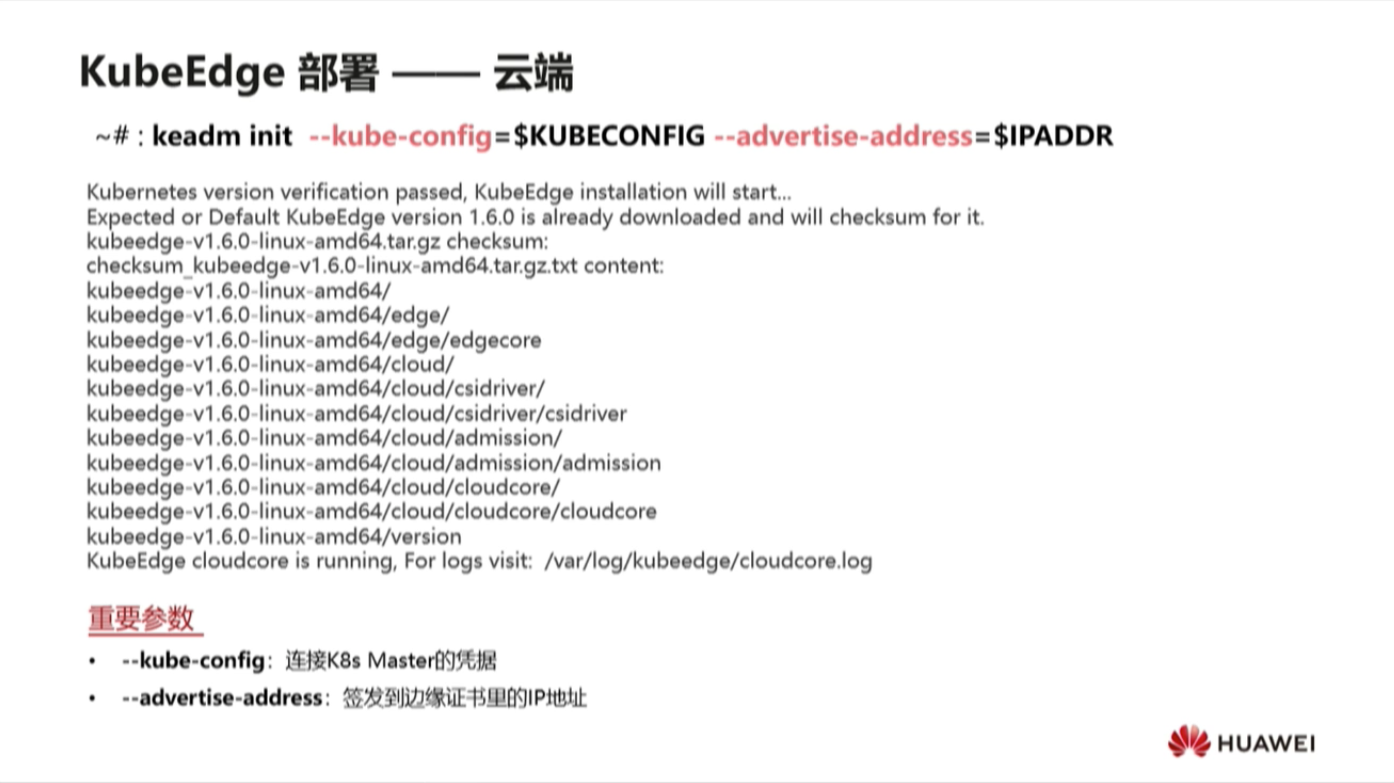 KubeEdge 部署 —— 云端
~# : keadm init --kube-config=$KUBECONFIG --advertise-address=$IPADDR
Kubernetes version verification passed, KubeEdge installation will start...
Expected or Default KubeEdge version 1.6.0 is already downloaded and will checksum for it.
kubeedge-v1.6.0-linux-amd64.tar.gz checksum:
checksum_kubeedge-v1.6.0-linux-amd64.tar.gz.txt content:
kubeedge-v1.6.0-linux-amd64/
kubeedge-v1.6.0-linux-amd64/edge/
kubeedge-v1.6.0-linux-amd64/edge/edgecore
kubeedge-v1.6.0-linux-amd64/cloud/
kubeedge-v1.6.0-linux-amd64/cloud/csidriver/
kubeedge-v1.6.0-linux-amd64/cloud/csidriver/csidriver
kubeedge-v1.6.0-linux-amd64/cloud/admission/
kubeedge-v1.6.0-linux-amd64/cloud/admission/admission
kubeedge-v1.6.0-linux-amd64/cloud/cloudcore/
kubeedge-v1.6.0-linux-amd64/cloud/cloudcore/cloudcore
kubeedge-v1.6.0-linux-amd64/version
KubeEdge cloudcore is running, For logs visit: /var/log/kubeedge/cloudcore.log
重要参数
• --kube-config：连接K8s Master的凭据
• --advertise-address：签发到边缘证书里的IP地址
HUAWEI